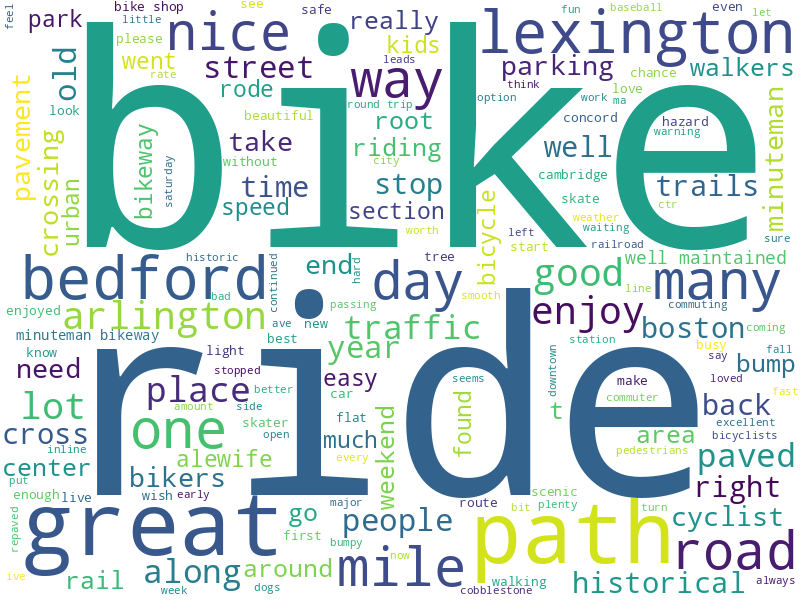 feel
little
bike shop
see
safe
fun
baseball
even
let
park
please
nice
really
lexington
kids
went
rate
street
way
leads
parking
walkers
old
look
rode
round trip
think
option
work
love
ma
chance
bike
pavement
crossing
urban
bikeway
saturday
beautiful
take
without
root
riding
city
concord
hazard
warning
minuteman
well
cambridge
time
speed
stop
section
bicycle
skate
trails
ctr
worth
left
start
weather
waiting
railroad
sure
bedford
historic
bad
continued
end
hard
tree
day
smooth
good
well maintained
line
many
commuting
enjoyed
arlington
passing
ave
new
traffic
enjoy
station
boston
coming
minuteman bikeway
know
light
best
year
busy
say
fall
need
stopped
place
better
easy
car
seems
downtown
make
loved
bump
fast
ride
lot
amount
side
flat
weekend
found
t
commuter
back
excellent
one
skater
open
much
area
bicyclists
cross
inline
center
put
alewife
every
pedestrians
paved
bikers
enough
live
wish
early
major
route
scenic
plenty
turn
right
great
repaved
go
first
people
bit
path
cyclist
road
bumpy
now
ive
rail
along
week
around
dogs
mile
walking
cobblestone
historical
always